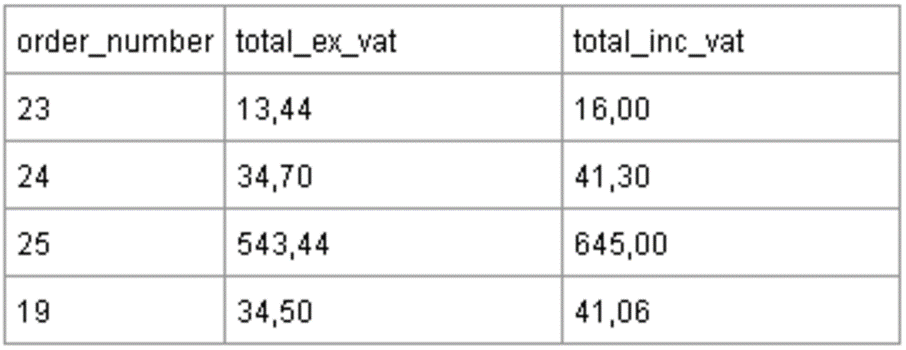 order_number total_ex_vat total_inc_vat
23 13,44 16,00
24 34,70 41,30
25 543,44 645,00
19 34,50 41,06